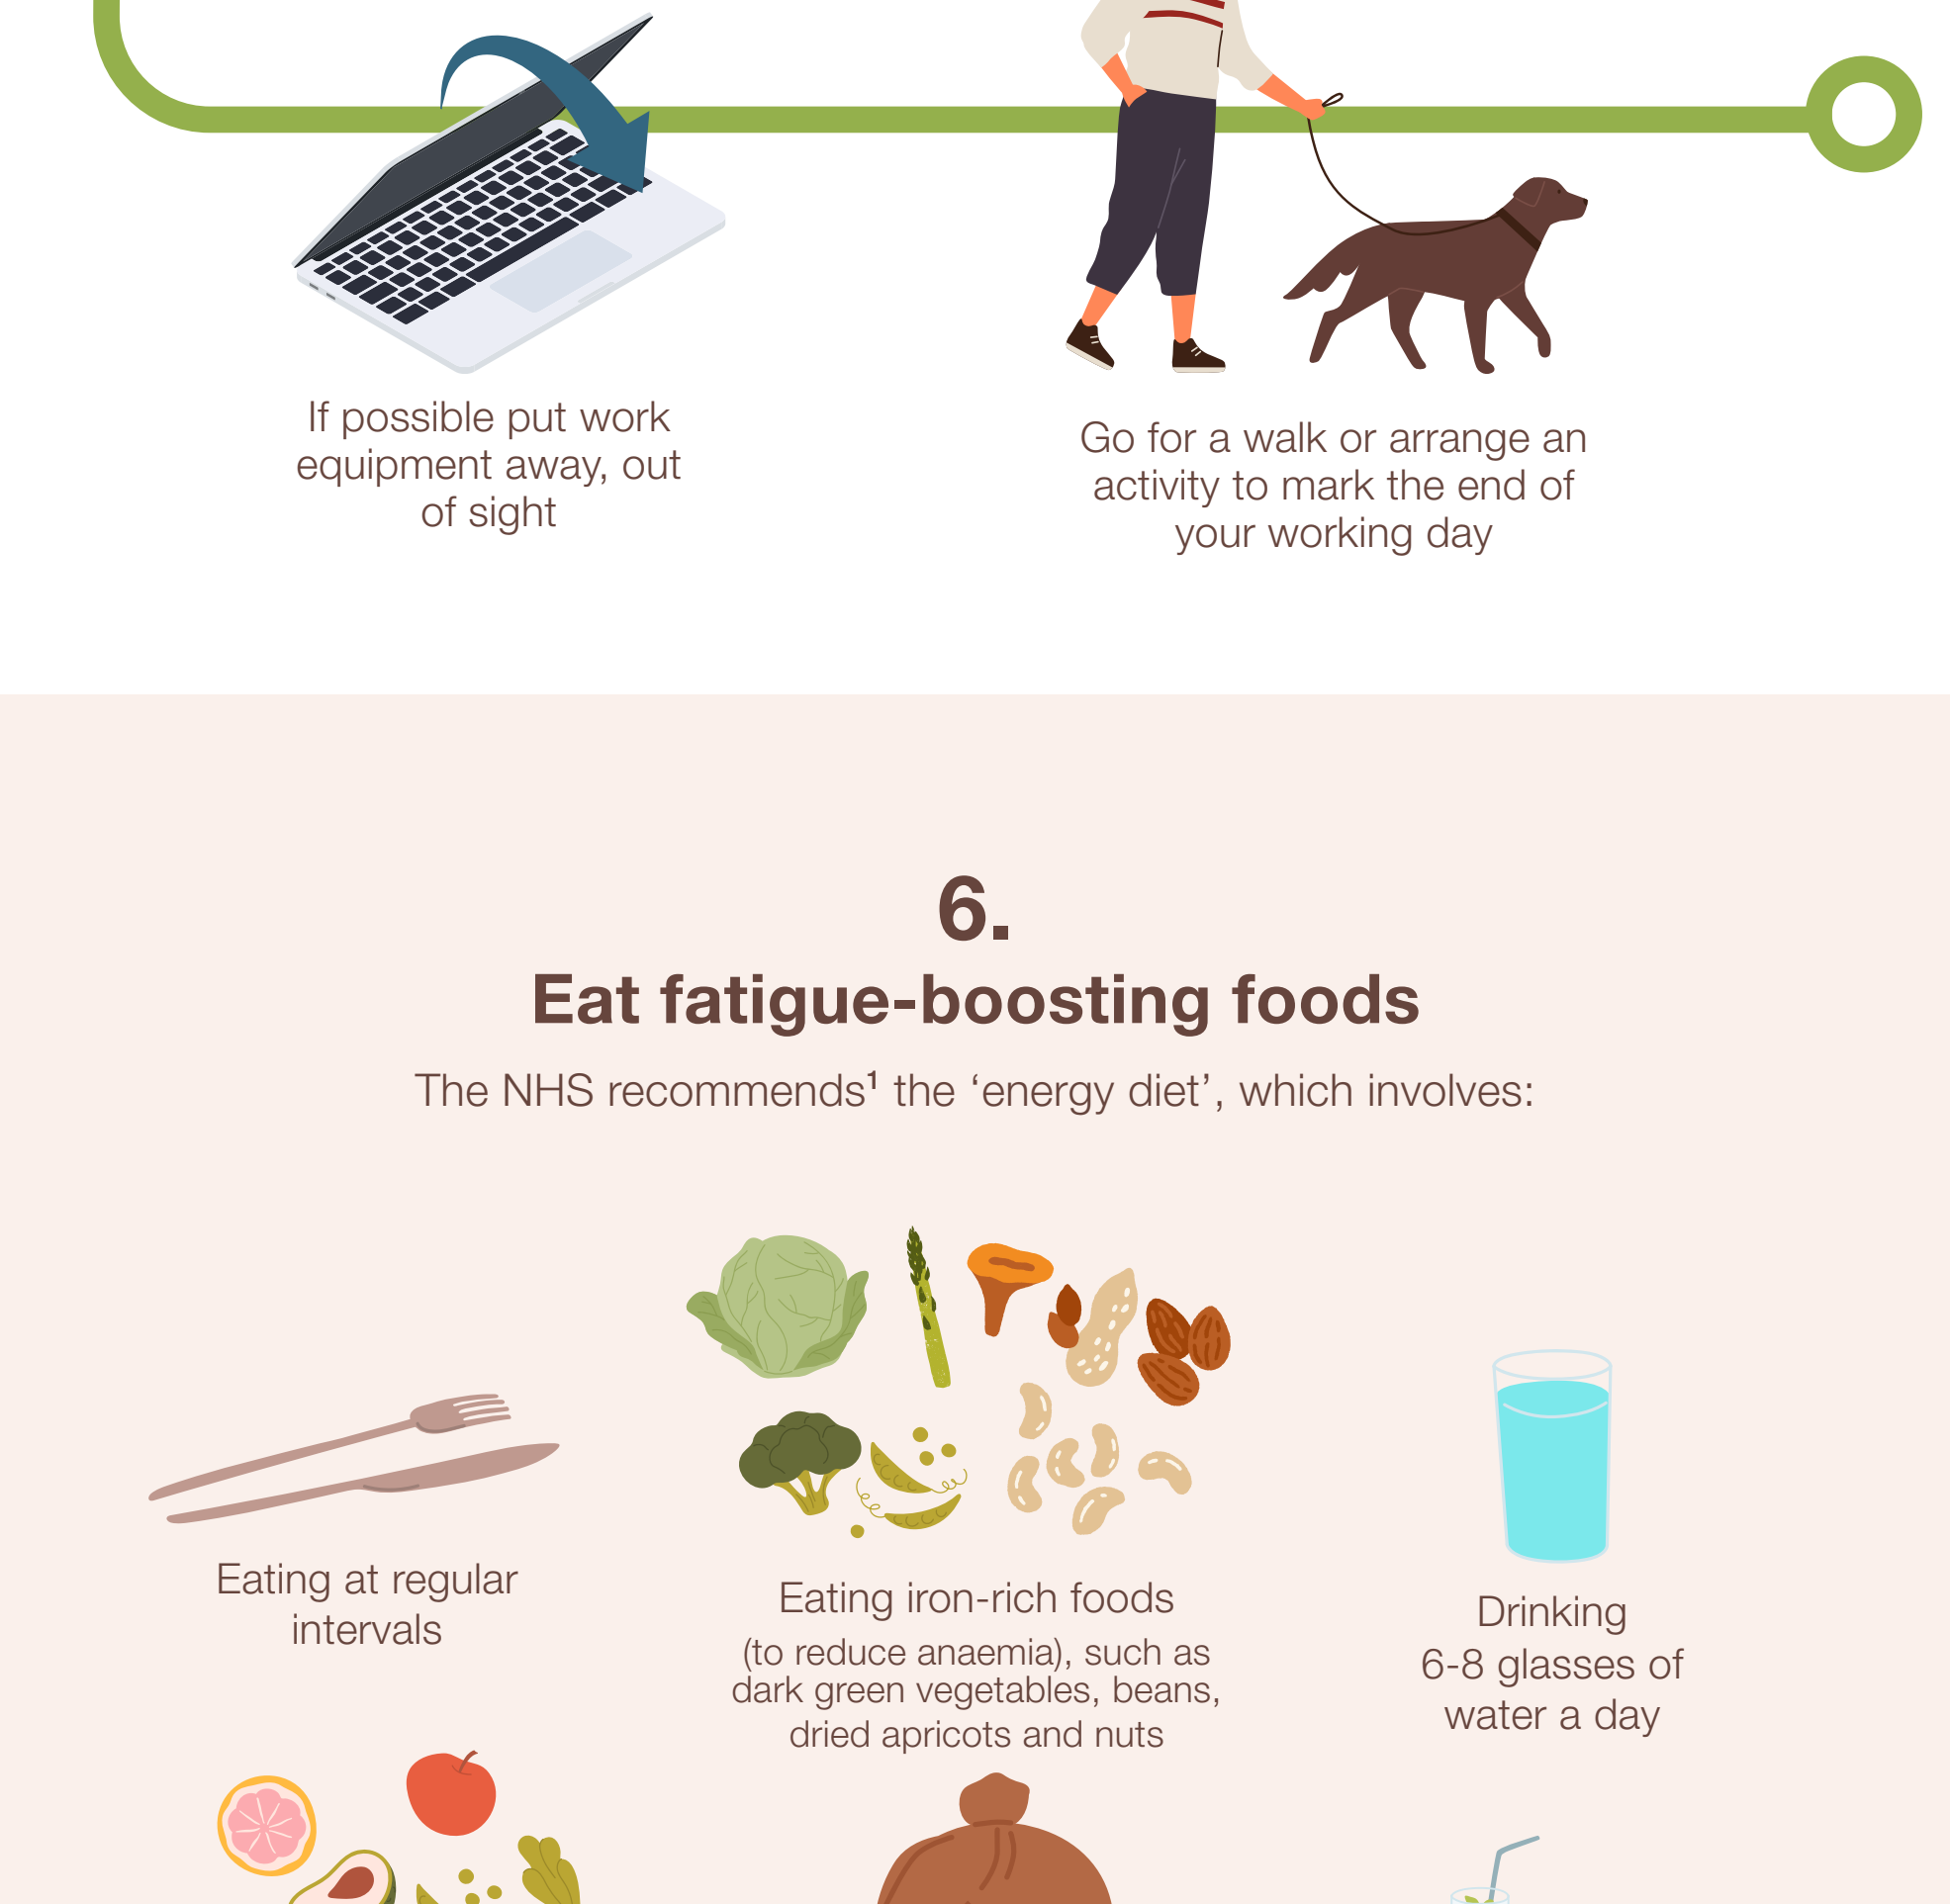 If possible put work
equipment away, out
of sight
Go for a walk or arrange an
activity to mark the end of
your working day
6.
Eat fatigue-boosting foods
The NHS recommends¹ the ‘energy diet’, which involves:
Eating at regular
intervals
Eating iron-rich foods
(to reduce anaemia), such as
dark green vegetables, beans,
dried apricots and nuts
Drinking
6-8 glasses of
water a day